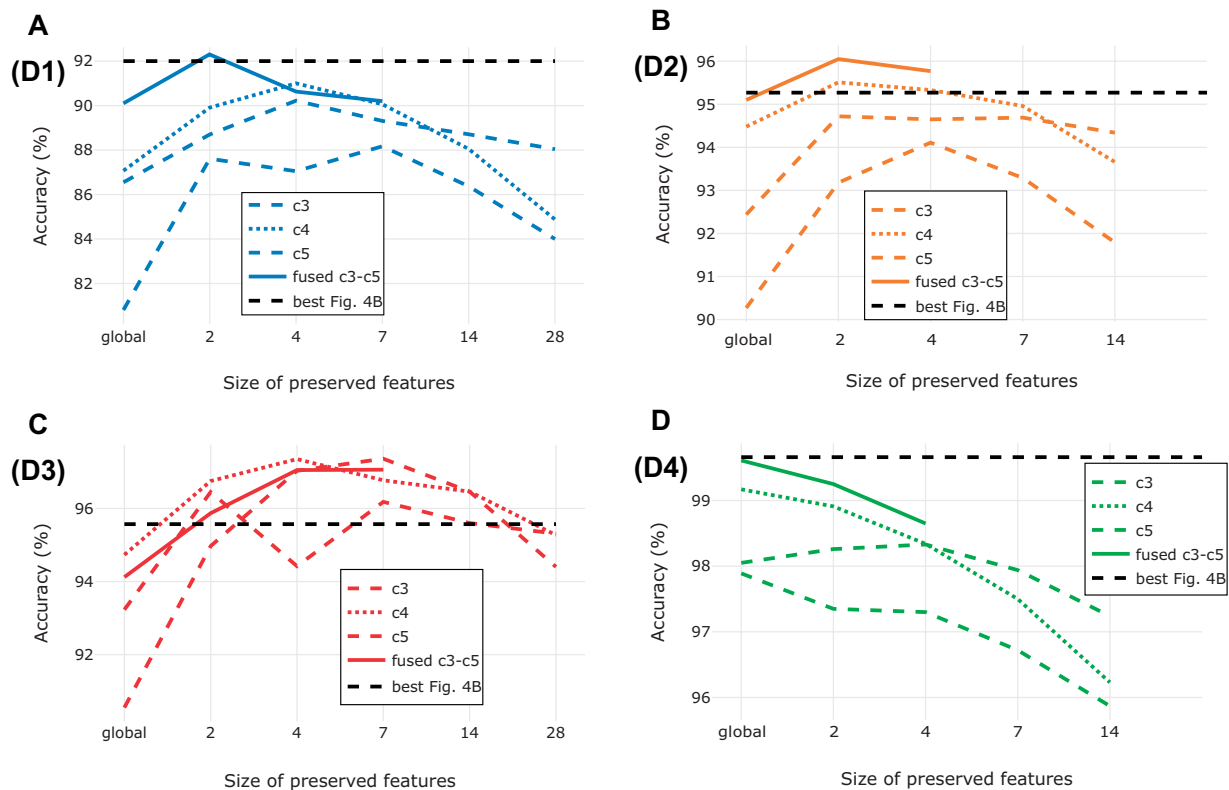 A
(D1)
92
90
88
86
84
82
Accuracy (%)
c3
c4
c5
fused c3-c5
best Fig. 4B
global 2 4 7 14 28
Size of preserved features
B
(D2)
96
95
94
93
92
91
90
Accuracy (%)
c3
c4
c5
fused c3-c5
best Fig. 4B
global 2 4 7 14
Size of preserved features
C
(D3)
96
94
92
Accuracy (%)
c3
c4
c5
fused c3-c5
best Fig. 4B
global 2 4 7 14 28
Size of preserved features
D
(D4)
99
98
97
96
Accuracy (%)
c3
c4
c5
fused c3-c5
best Fig. 4B
global 2 4 7 14
Size of preserved features